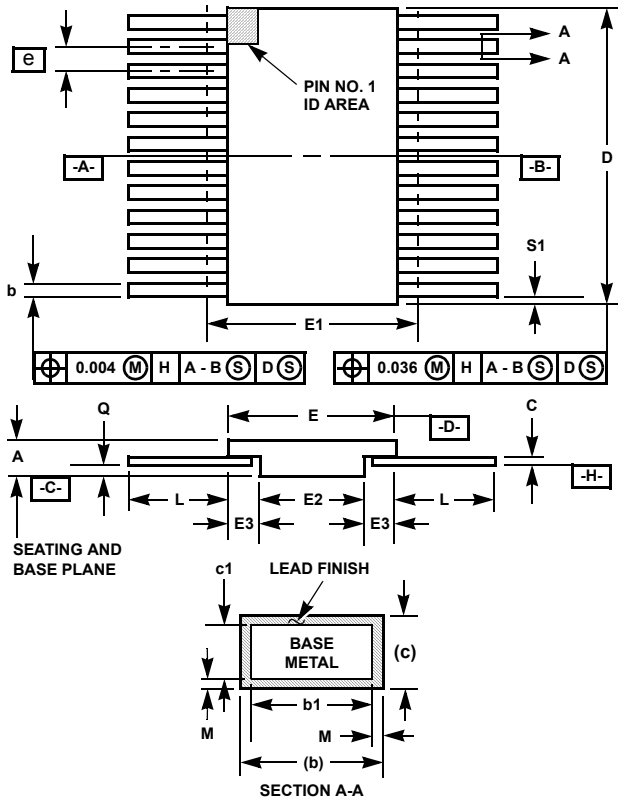 A
e
A
PIN NO. 1
ID AREA
-A-
-B-
D
S1
b
E1
⌖ 0.004 Ⓜ H A - B Ⓢ D Ⓢ
⌖ 0.036 Ⓜ H A - B Ⓢ D Ⓢ
Q
E
C
-D-
A
-C-
-H-
L
E2
L
E3
E3
SEATING AND
BASE PLANE
c1
LEAD FINISH
BASE
METAL
(c)
b1
M
M
(b)
SECTION A-A